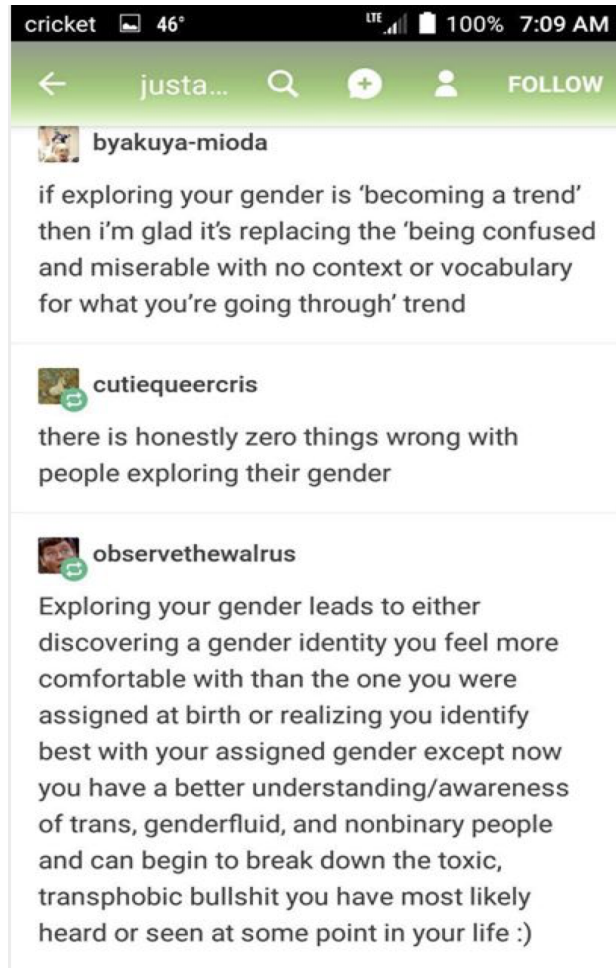 cricket 46° LTE 100% 7:09 AM
justa... FOLLOW
byakuya-mioda
if exploring your gender is ‘becoming a trend’
then i’m glad it’s replacing the ‘being confused
and miserable with no context or vocabulary
for what you’re going through’ trend
cutiequeercris
there is honestly zero things wrong with
people exploring their gender
observethewalrus
Exploring your gender leads to either
discovering a gender identity you feel more
comfortable with than the one you were
assigned at birth or realizing you identify
best with your assigned gender except now
you have a better understanding/awareness
of trans, genderfluid, and nonbinary people
and can begin to break down the toxic,
transphobic bullshit you have most likely
heard or seen at some point in your life :)